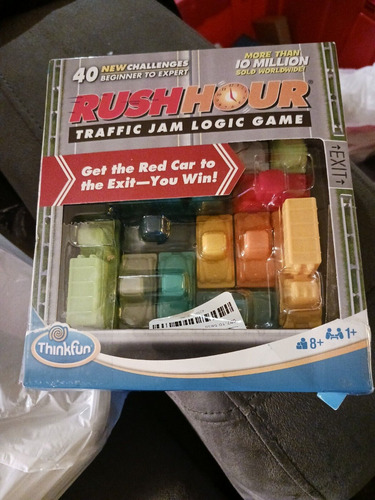 40 NEW CHALLENGES
BEGINNER TO EXPERT
MORE THAN
10 MILLION
SOLD WORLDWIDE!
RUSH HOUR
TRAFFIC JAM LOGIC GAME
Get the Red Car to
the Exit—You Win!
EXIT
ThinkFun
8+ 1+